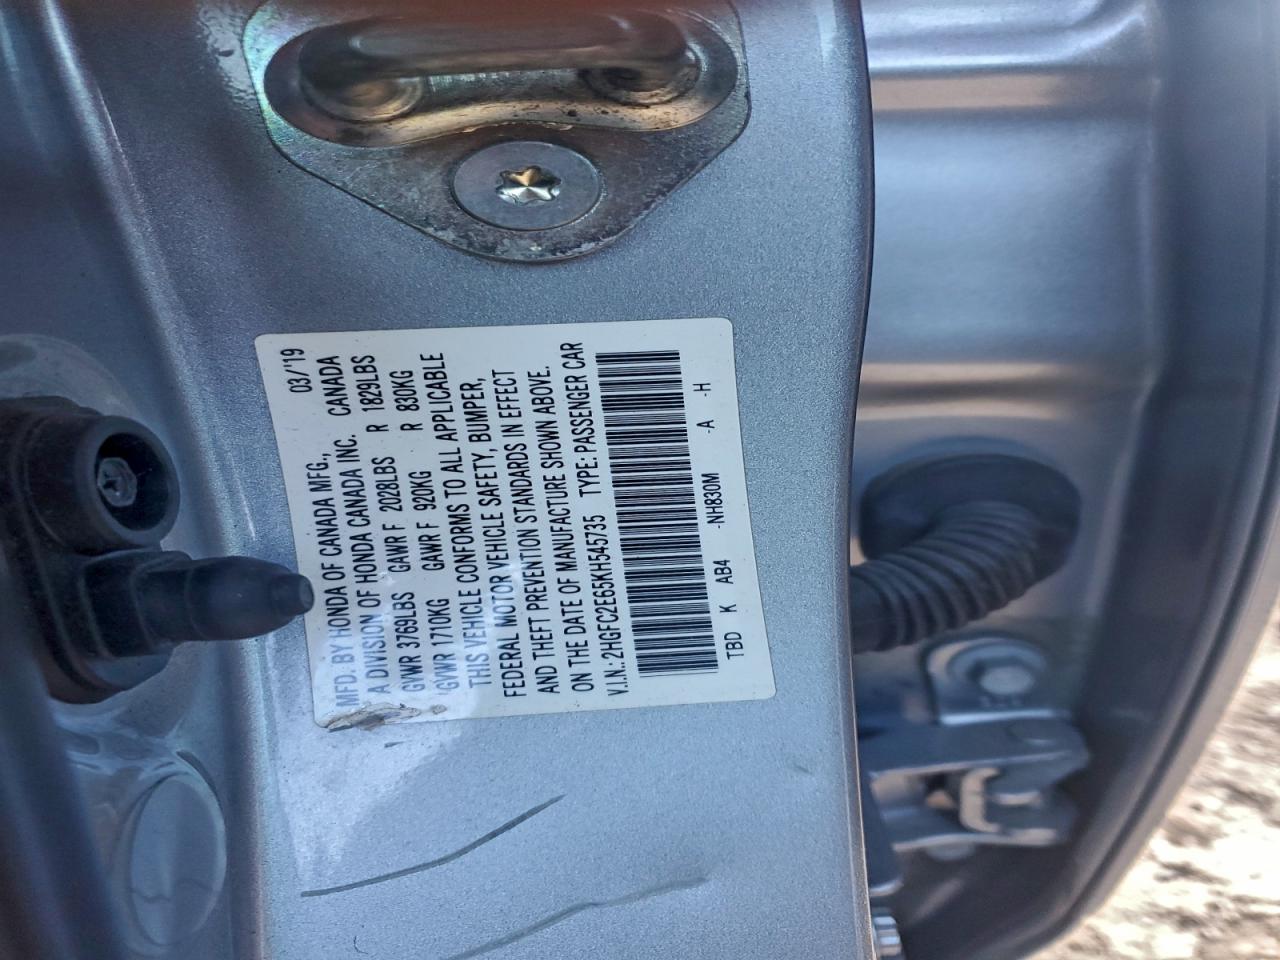 MFD. BY HONDA OF CANADA MFG., 03/'19
A DIVISION OF HONDA CANADA INC. CANADA
GVWR 3769LBS GAWR F 2028LBS R 1829LBS
GVWR 1710KG GAWR F 920KG R 830KG
THIS VEHICLE CONFORMS TO ALL APPLICABLE
FEDERAL MOTOR VEHICLE SAFETY, BUMPER,
AND THEFT PREVENTION STANDARDS IN EFFECT
ON THE DATE OF MANUFACTURE SHOWN ABOVE.
V.I.N.: 2HGFC2E65KH545735 TYPE: PASSENGER CAR
TBD K AB4 -NH830M -A -H